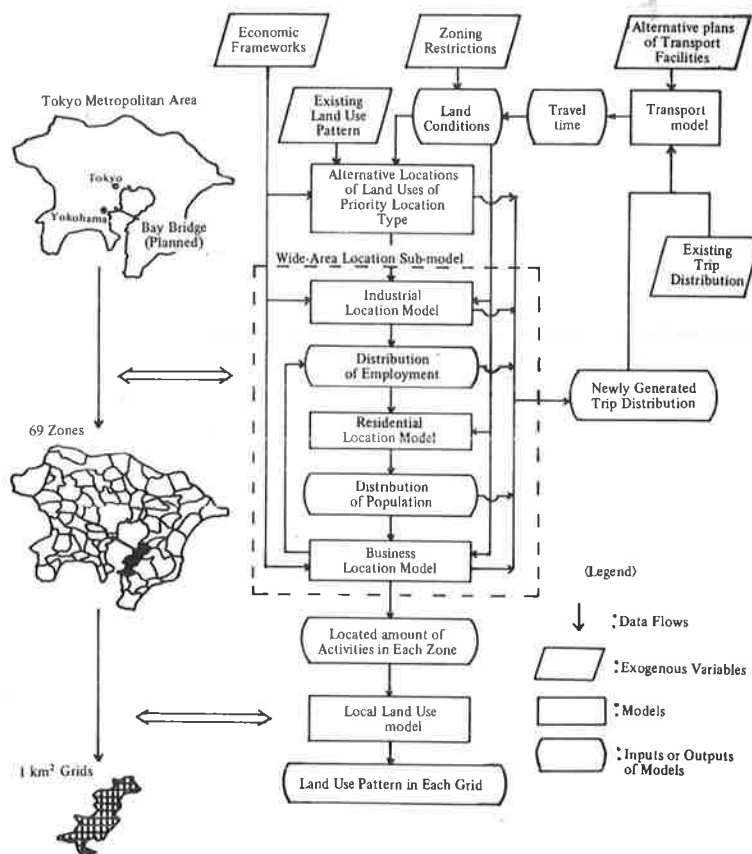 Economic
Frameworks
Zoning
Restrictions
Alternative plans
of Transport
Facilities
Tokyo Metropolitan Area
Existing
Land Use
Pattern
Land
Conditions
Travel
time
Transport
model
Tokyo
Yokohama
Bay Bridge
(Planned)
Alternative Locations
of Land Uses of
Priority Location
Type
Existing
Trip
Distribution
Wide-Area Location Sub-model
Industrial
Location Model
Distribution
of Employment
Newly Generated
Trip Distribution
Residential
Location Model
69 Zones
Distribution
of Population
Business
Location Model
Located amount of
Activities in Each Zone
Local Land Use
model
Land Use Pattern in Each Grid
1 km² Grids
⟨Legend⟩
: Data Flows
: Exogenous Variables
: Models
: Inputs or Outputs
of Models